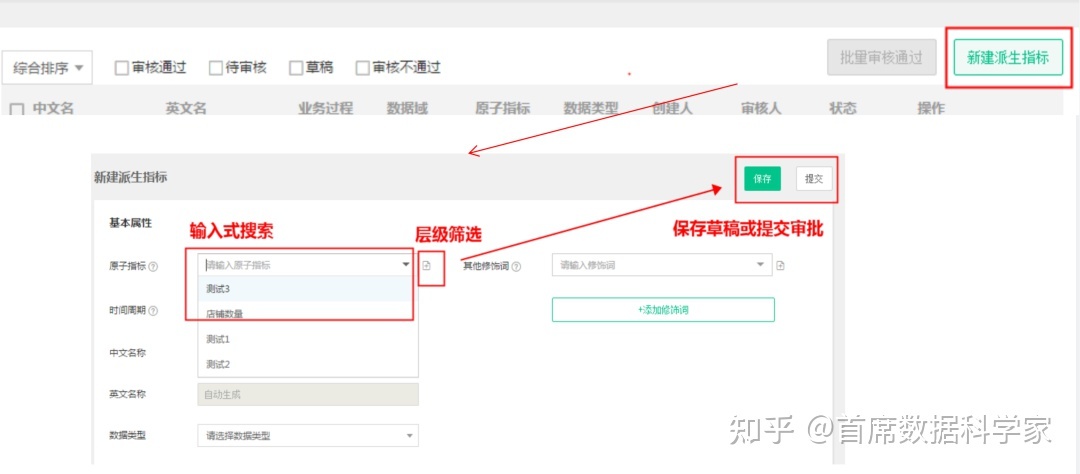 综合排序 审核通过 待审核 草稿 审核不通过 批量审核通过 新建派生指标
中文名 英文名 业务过程 数据域 原子指标 数据类型 创建人 审核人 状态 操作
新建派生指标 保存 提交
基本属性
输入式搜索 层级筛选 保存草稿或提交审批
原子指标 请输入原子指标 其他修饰词 请输入修饰词
测试3
时间周期 店铺数量 +添加修饰词
中文名称 测试1
测试2
英文名称 自动生成
数据类型 请选择数据类型
知乎 @首席数据科学家